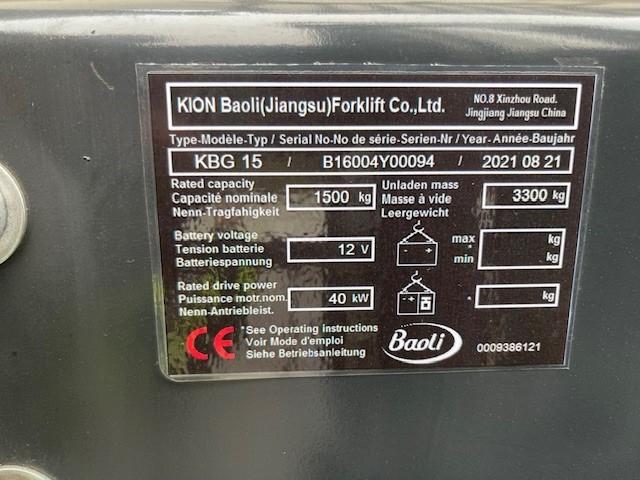 KION Baoli(Jiangsu)Forklift Co.,Ltd.
NO.8 Xinzhou Road.
Jingjiang Jiangsu China
Type-Modèle-Typ / Serial No-No de série-Serien-Nr / Year- Année-Baujahr
KBG 15 / B16004Y00094 / 2021 08 21
Rated capacity
Capacité nominale
Nenn-Tragfahigkeit
1500 kg
Unladen mass
Masse à vide
Leergewicht
3300 kg
Battery voltage
Tension batterie
Batteriespannung
12 V
max kg
* min kg
Rated drive power
Puissance motr.nom.
Nenn-Antriebleist.
40 kW
* kg
CE
*See Operating instructions
Voir Mode d'emploi
Siehe Betriebsanleitung
Baoli
0009386121